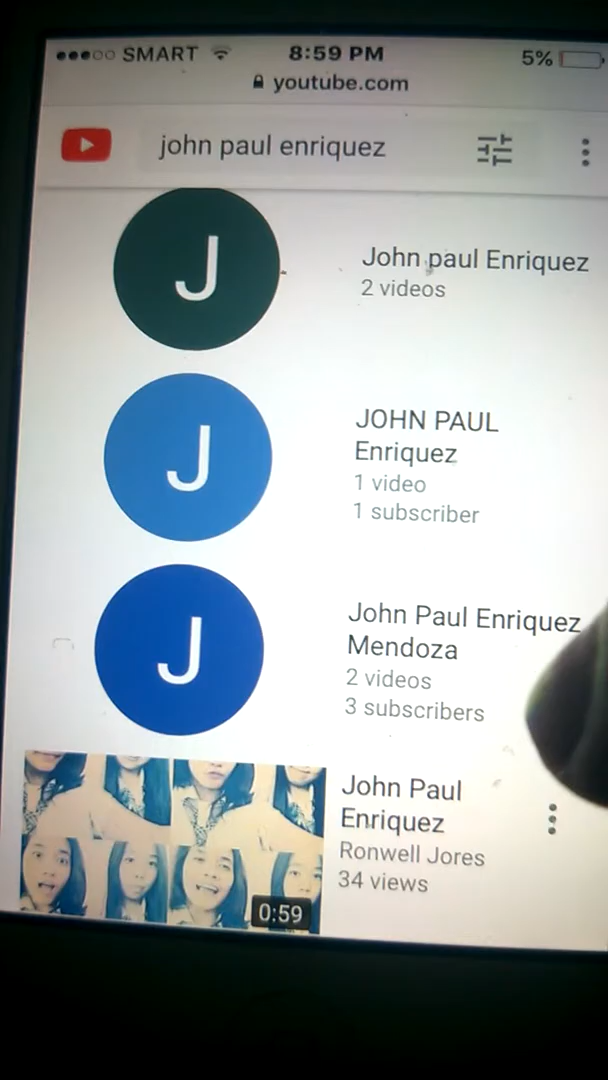 SMART 8:59 PM 5%
youtube.com
john paul enriquez
J
John paul Enriquez
2 videos
J
JOHN PAUL
Enriquez
1 video
1 subscriber
J
John Paul Enriquez
Mendoza
2 videos
3 subscribers
John Paul
Enriquez
Ronwell Jores
34 views
0:59